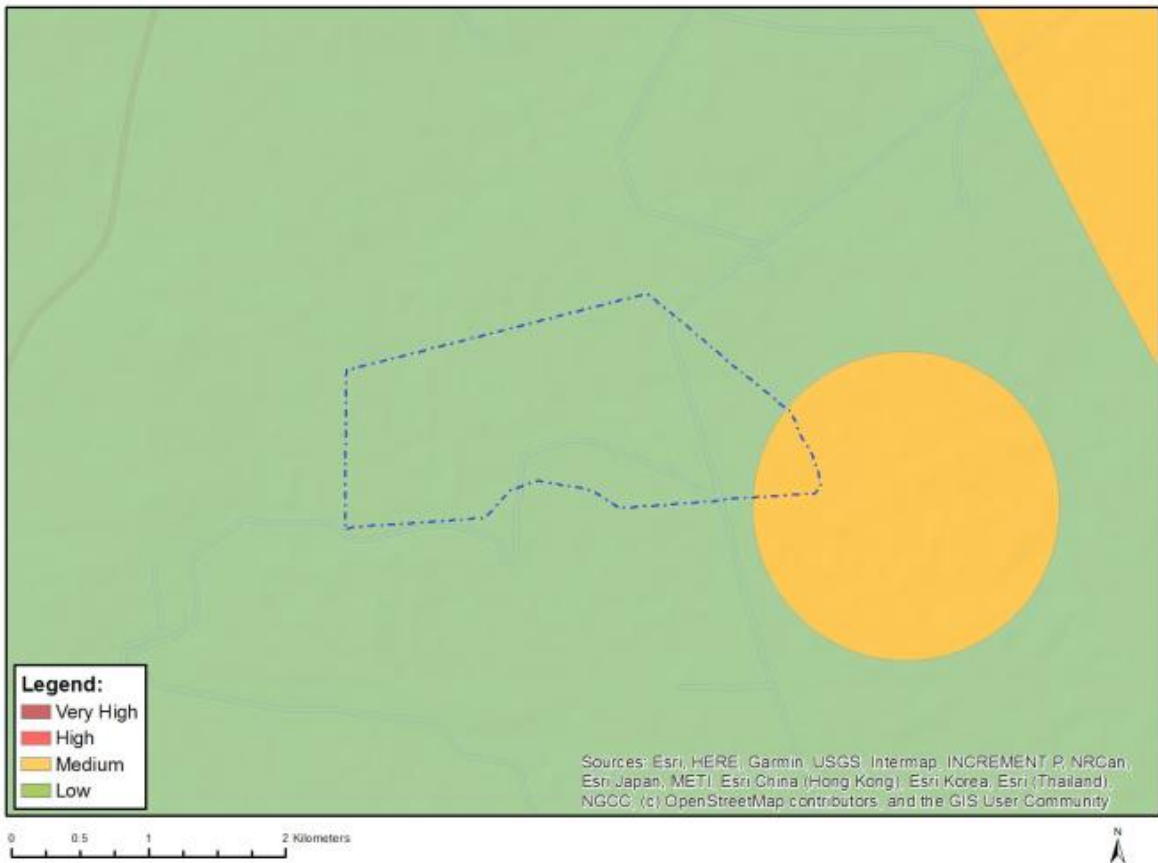 Legend:
Very High
High
Medium
Low
Sources: Esri, HERE, Garmin, USGS, Intermap, INCREMENT P, NRCan,
Esri Japan, METI, Esri China (Hong Kong), Esri Korea, Esri (Thailand),
NGCC, (c) OpenStreetMap contributors, and the GIS User Community
0 0.5 1 2 Kilometers
N